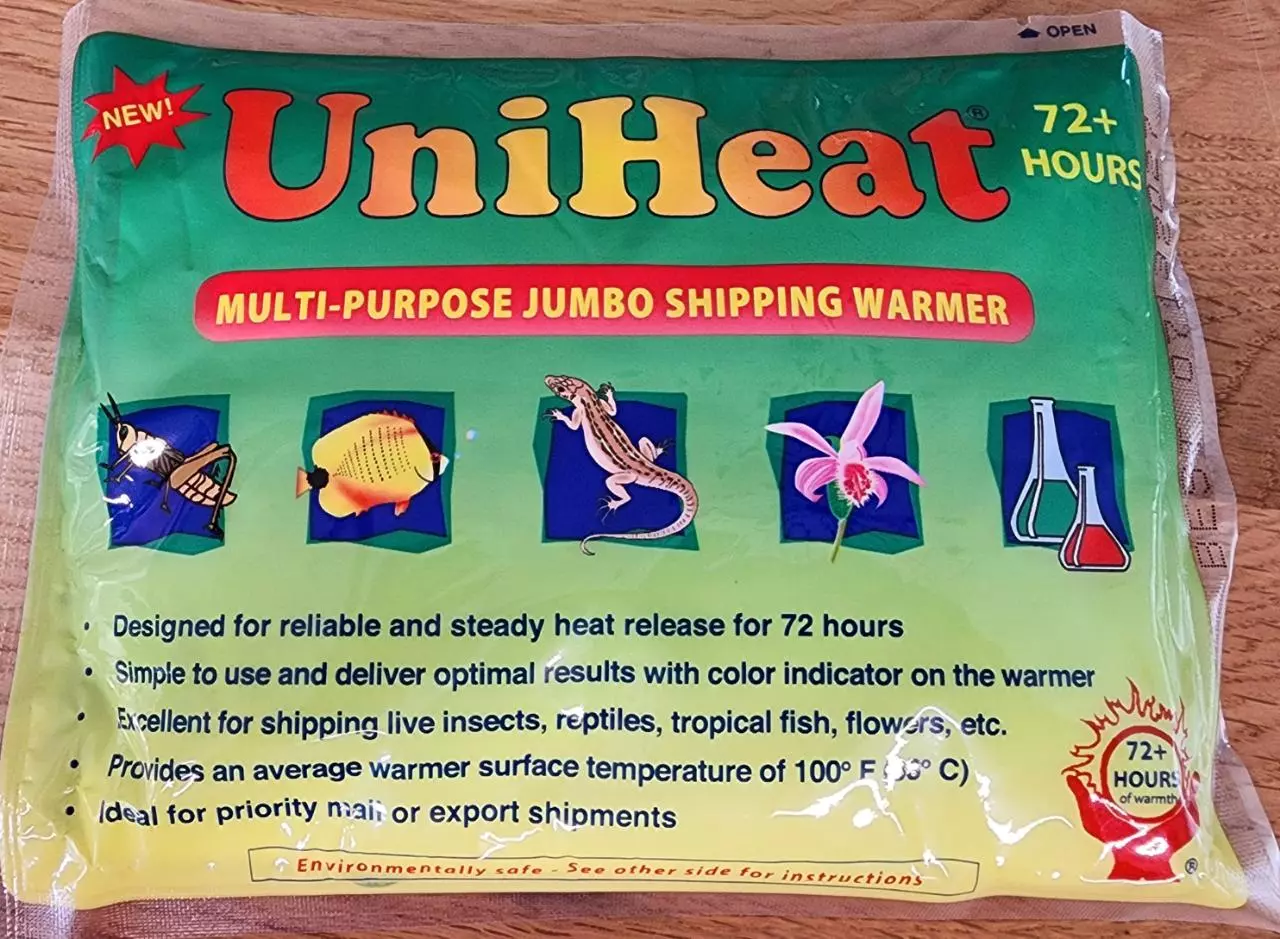 OPEN
NEW!
UniHeat®
72+
HOURS
MULTI-PURPOSE JUMBO SHIPPING WARMER
• Designed for reliable and steady heat release for 72 hours
• Simple to use and deliver optimal results with color indicator on the warmer
• Excellent for shipping live insects, reptiles, tropical fish, flowers, etc.
• Provides an average warmer surface temperature of 100° F C)
• Ideal for priority mail or export shipments
72+
HOURS
of warmth
®
Environmentally safe - See other side for instructions